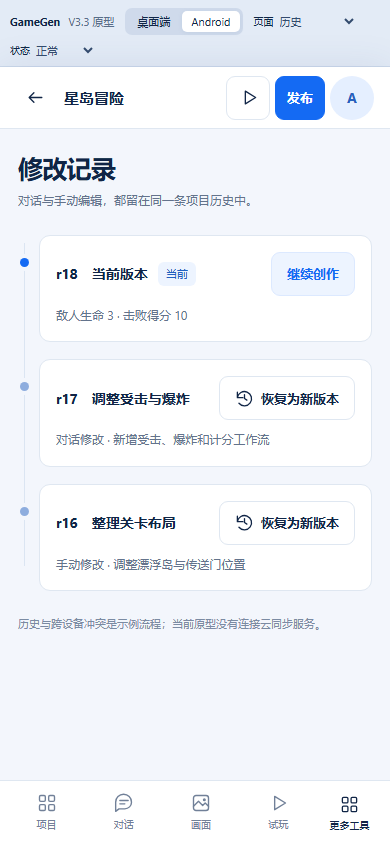 GameGen V3.3 原型 桌面端 Android 页面 历史
状态 正常
星岛冒险 发布 A
修改记录
对话与手动编辑，都留在同一条项目历史中。
r18 当前版本 当前 继续创作
敌人生命 3 · 击败得分 10
r17 调整受击与爆炸 恢复为新版本
对话修改 · 新增受击、爆炸和计分工作流
r16 整理关卡布局 恢复为新版本
手动修改 · 调整漂浮岛与传送门位置
历史与跨设备冲突是示例流程；当前原型没有连接云同步服务。
项目 对话 画面 试玩 更多工具